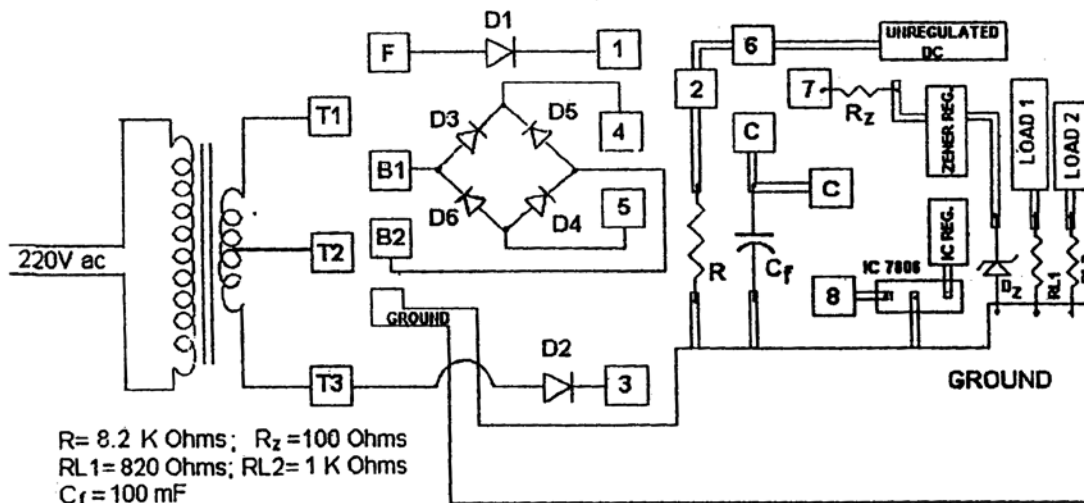 D1
F
1
6
UNREGULATED
DC
2
7
Rz
T1
D3
D5
4
C
ZENER REG.
LOAD 1
LOAD 2
B1
C
D6
D4
5
220V ac
T2
B2
R
Cf
IC 7806
IC REG.
8
Dz
RL1
GROUND
D2
T3
3
GROUND
R= 8.2 K Ohms; Rz =100 Ohms
RL1= 820 Ohms; RL2= 1 K Ohms
Cf = 100 mF